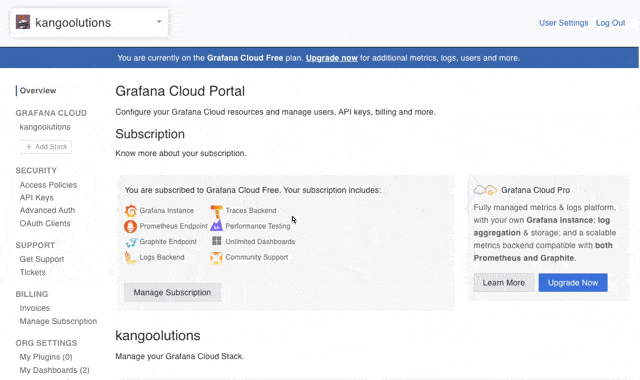 kangoolutions
User Settings Log Out
You are currently on the Grafana Cloud Free plan. Upgrade now for additional metrics, logs, users and more.
Overview
GRAFANA CLOUD
kangoolutions
← Add Stack
SECURITY
Access Policies
API Keys
Advanced Auth
OAuth Clients
SUPPORT
Get Support
Tickets
BILLING
Invoices
Manage Subscription
ORG SETTINGS
My Plugins (0)
My Dashboards (2)
Grafana Cloud Portal
Configure your Grafana Cloud resources and manage users, API keys, billing and more.
Subscription
Know more about your subscription.
You are subscribed to Grafana Cloud Free. Your subscription includes:
Grafana Instance
Traces Backend
Prometheus Endpoint
Performance Testing
Graphite Endpoint
Unlimited Dashboards
Logs Backend
Community Support
Manage Subscription
Grafana Cloud Pro
Fully managed metrics & logs platform,
with your own Grafana instance; log
aggregation & storage; and a scalable
metrics backend compatible with both
Prometheus and Graphite.
Learn More
Upgrade Now
kangoolutions
Manage your Grafana Cloud Stack.